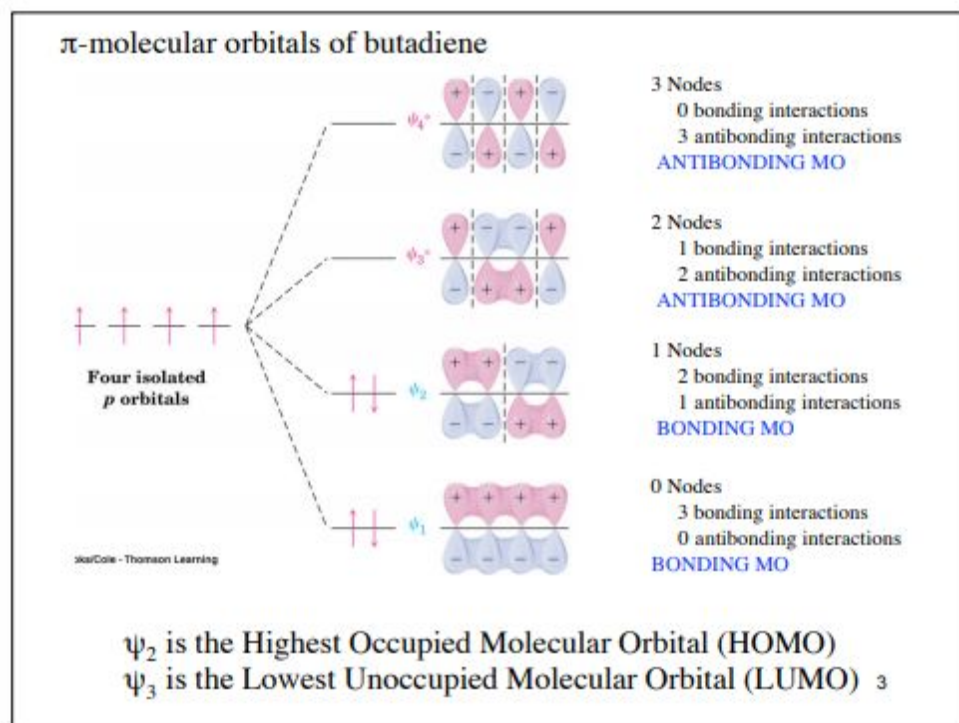 π-molecular orbitals of butadiene
+ − + −
ψ4*
− + − +
3 Nodes
0 bonding interactions
3 antibonding interactions
ANTIBONDING MO
+ − − +
ψ3*
− + + −
2 Nodes
1 bonding interactions
2 antibonding interactions
ANTIBONDING MO
Four isolated
p orbitals
+ + − −
ψ2
− − + +
1 Nodes
2 bonding interactions
1 antibonding interactions
BONDING MO
+ + + +
ψ1
− − − −
0 Nodes
3 bonding interactions
0 antibonding interactions
BONDING MO
oks/Cole - Thomson Learning
ψ2 is the Highest Occupied Molecular Orbital (HOMO)
ψ3 is the Lowest Unoccupied Molecular Orbital (LUMO) 3